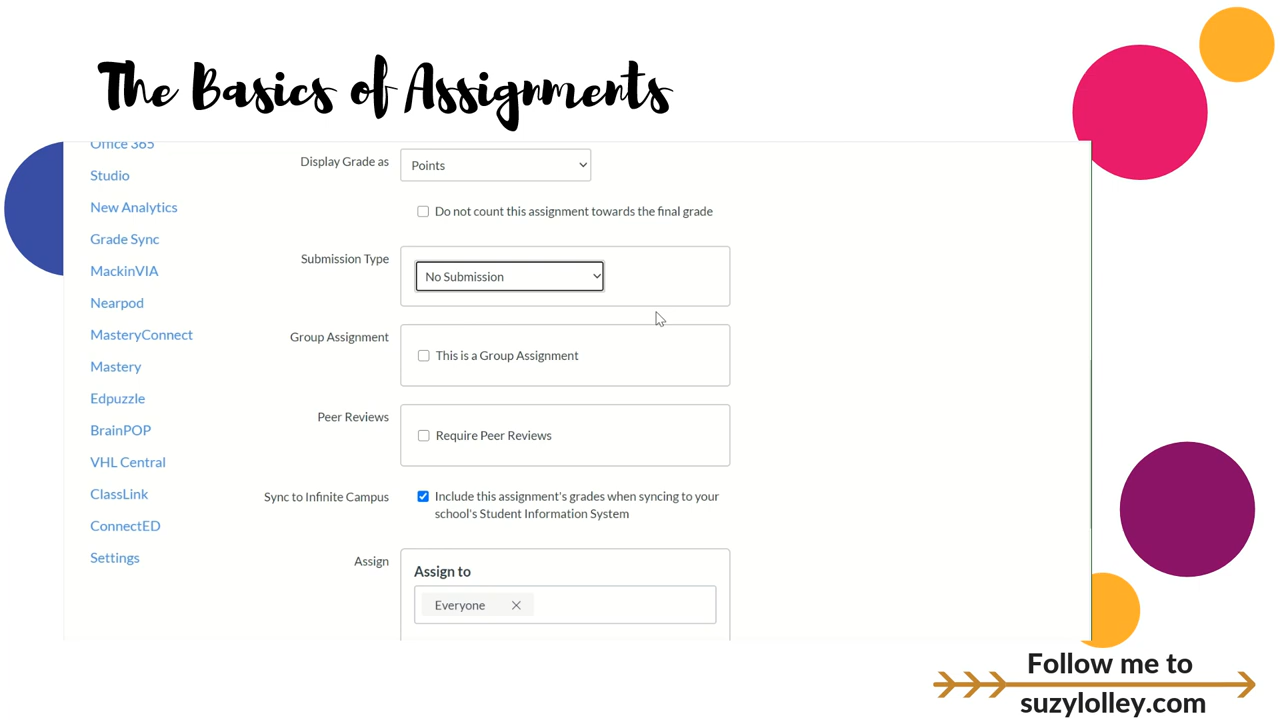 The Basics of Assignments
Office 365
Studio
New Analytics
Grade Sync
MackinVIA
Nearpod
MasteryConnect
Mastery
Edpuzzle
BrainPOP
VHL Central
ClassLink
ConnectED
Settings
Display Grade as
Points
Do not count this assignment towards the final grade
Submission Type
No Submission
Group Assignment
This is a Group Assignment
Peer Reviews
Require Peer Reviews
Sync to Infinite Campus
Include this assignment's grades when syncing to your
school's Student Information System
Assign
Assign to
Everyone
Follow me to
suzylolley.com